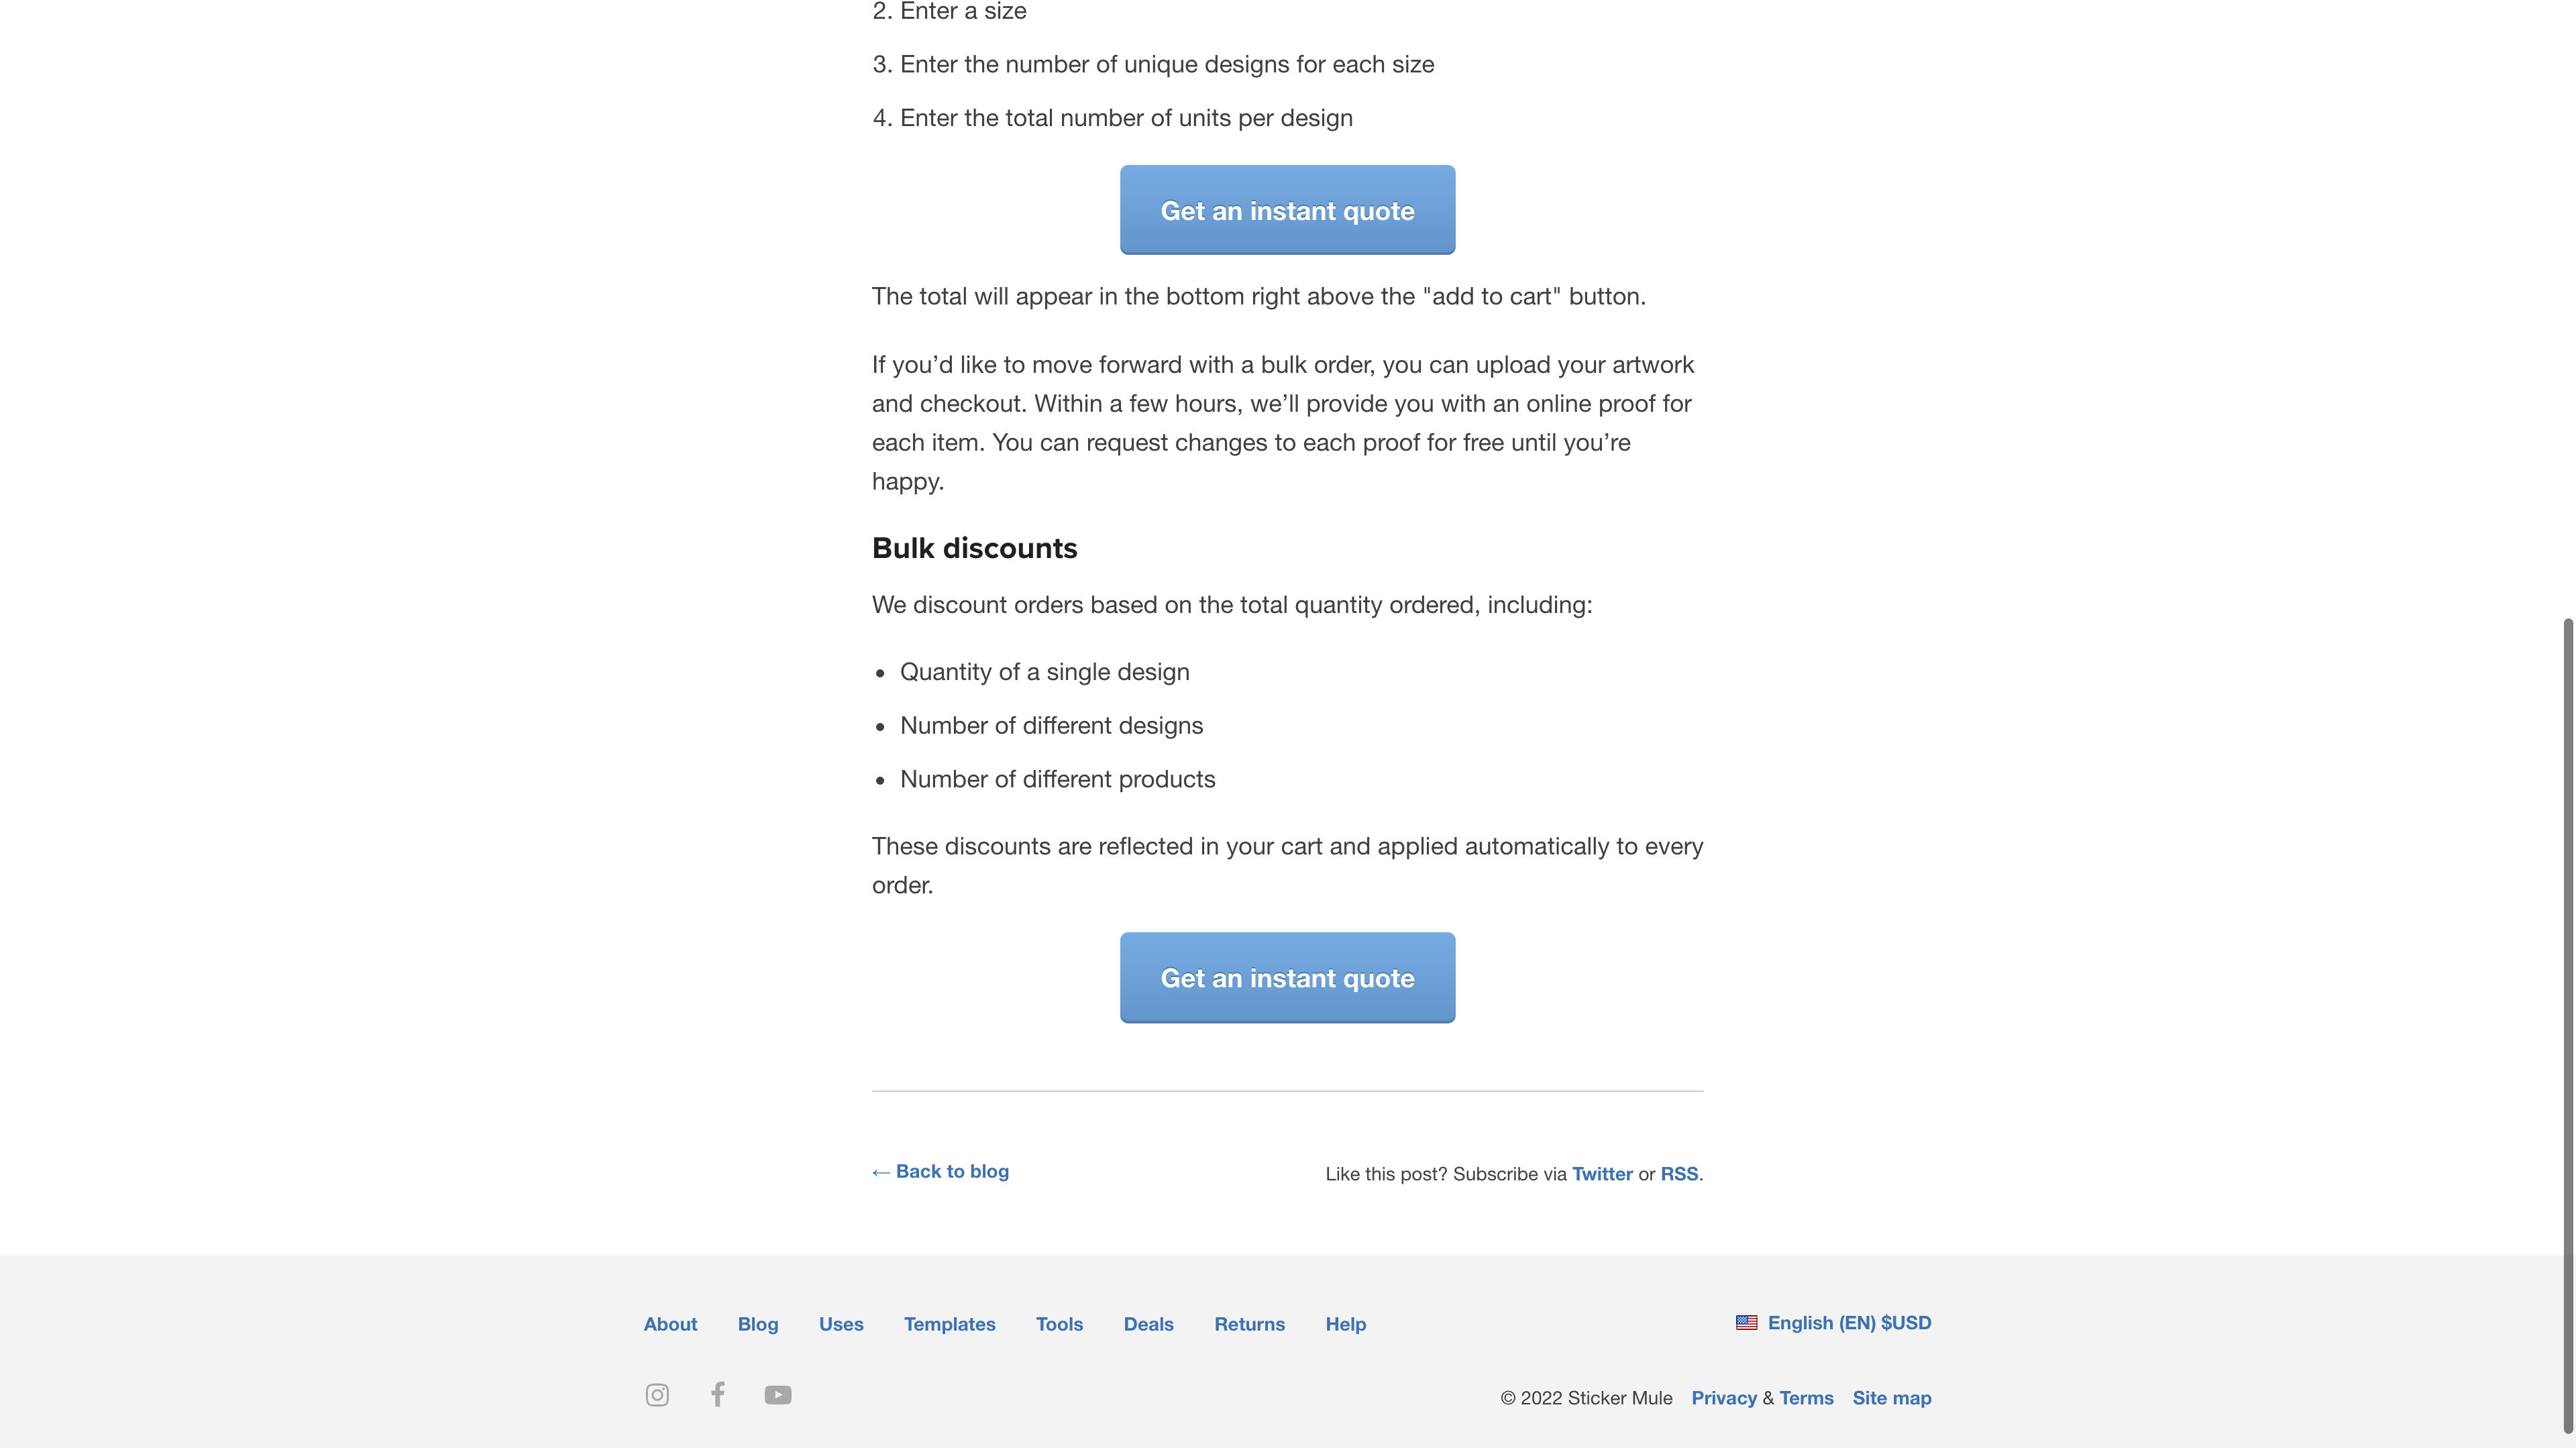 2. Enter a size
3. Enter the number of unique designs for each size
4. Enter the total number of units per design
Get an instant quote
The total will appear in the bottom right above the "add to cart" button.
If you’d like to move forward with a bulk order, you can upload your artwork
and checkout. Within a few hours, we’ll provide you with an online proof for
each item. You can request changes to each proof for free until you’re
happy.
Bulk discounts
We discount orders based on the total quantity ordered, including:
• Quantity of a single design
• Number of different designs
• Number of different products
These discounts are reflected in your cart and applied automatically to every
order.
Get an instant quote
← Back to blog
Like this post? Subscribe via Twitter or RSS.
About Blog Uses Templates Tools Deals Returns Help
English (EN) $USD
© 2022 Sticker Mule Privacy & Terms Site map